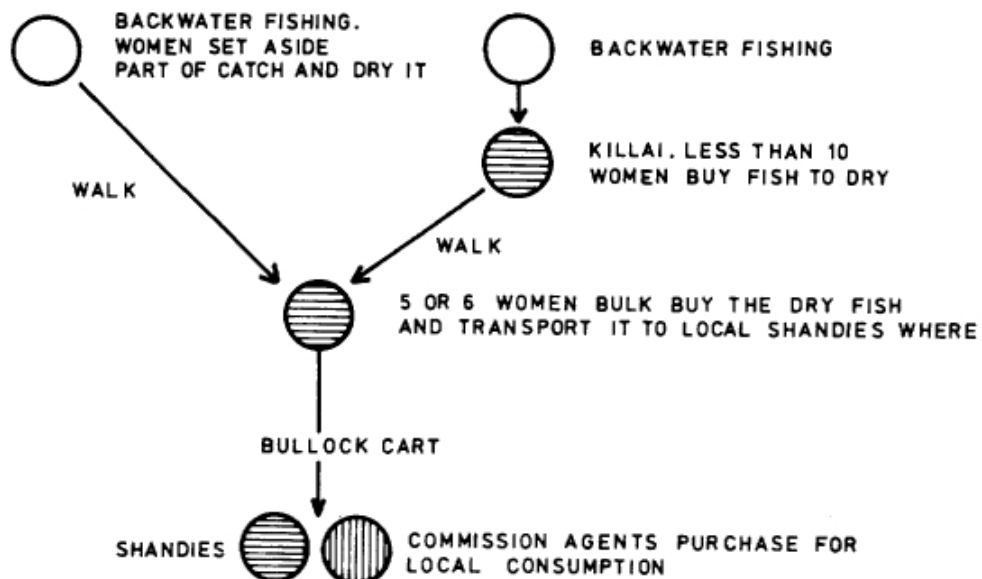 BACKWATER FISHING.
WOMEN SET ASIDE
PART OF CATCH AND DRY IT
BACKWATER FISHING
KILLAI. LESS THAN 10
WOMEN BUY FISH TO DRY
WALK
WALK
5 OR 6 WOMEN BULK BUY THE DRY FISH
AND TRANSPORT IT TO LOCAL SHANDIES WHERE
BULLOCK CART
SHANDIES
COMMISSION AGENTS PURCHASE FOR
LOCAL CONSUMPTION